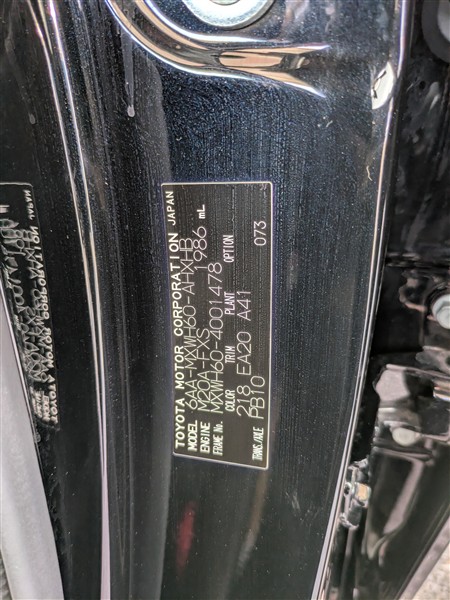 TOYOTA MOTOR CORPORATION JAPAN
MODEL 6AA-MXWH60-AHXHB
ENGINE M20A-FXS 1986 mL
FRAME No. MXWH60-4001478
COLOR TRIM PLANT OPTION
218 EA20 A41 073
TRANS./AXLE PB10